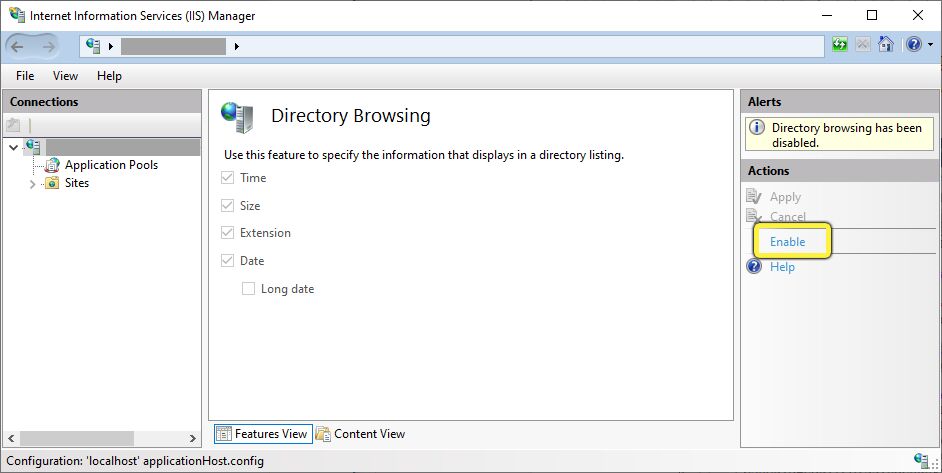 Internet Information Services (IIS) Manager
File View Help
Connections
Application Pools
Sites
Directory Browsing
Use this feature to specify the information that displays in a directory listing.
Time
Size
Extension
Date
Long date
Features View
Content View
Alerts
Directory browsing has been
disabled.
Actions
Apply
Cancel
Enable
Help
Configuration: 'localhost' applicationHost.config